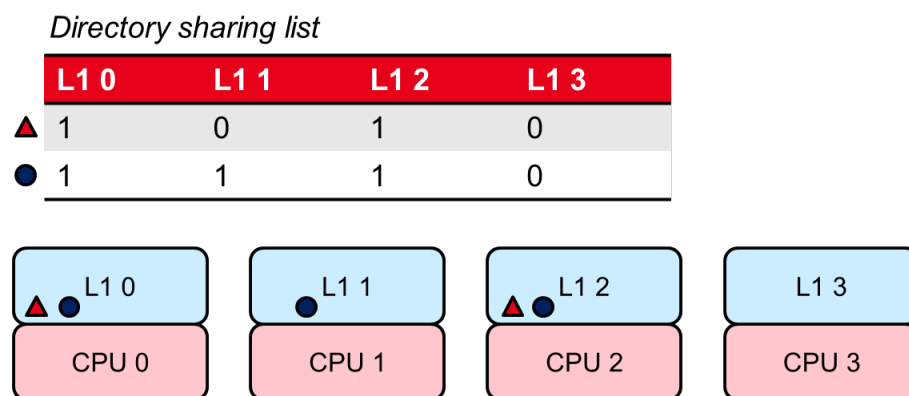 Directory sharing list
L1 0 L1 1 L1 2 L1 3
1 0 1 0
1 1 1 0
L1 0 L1 1 L1 2 L1 3
CPU 0 CPU 1 CPU 2 CPU 3